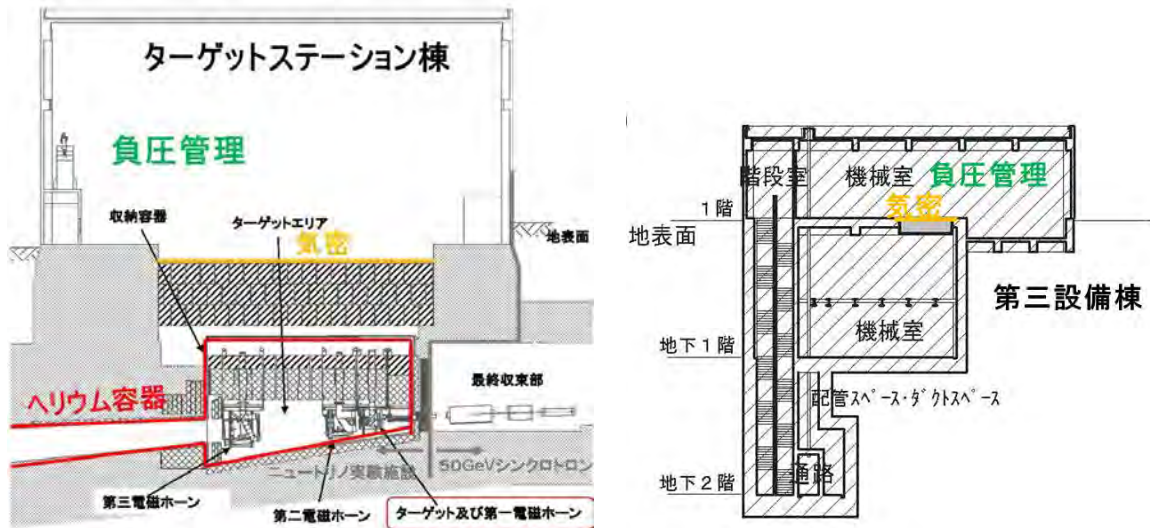 ターゲットステーション棟
負圧管理
収納容器
ターゲットエリア
気密
地表面
ヘリウム容器
最終収束部
ニュートリノ実験施設
50GeVシンクロトロン
第三電磁ホーン
第二電磁ホーン
ターゲット及び第一電磁ホーン
階段室
機械室
負圧管理
気密
1階
地表面
第三設備棟
機械室
地下1階
配管スペース・ダクトスペース
通路
地下2階